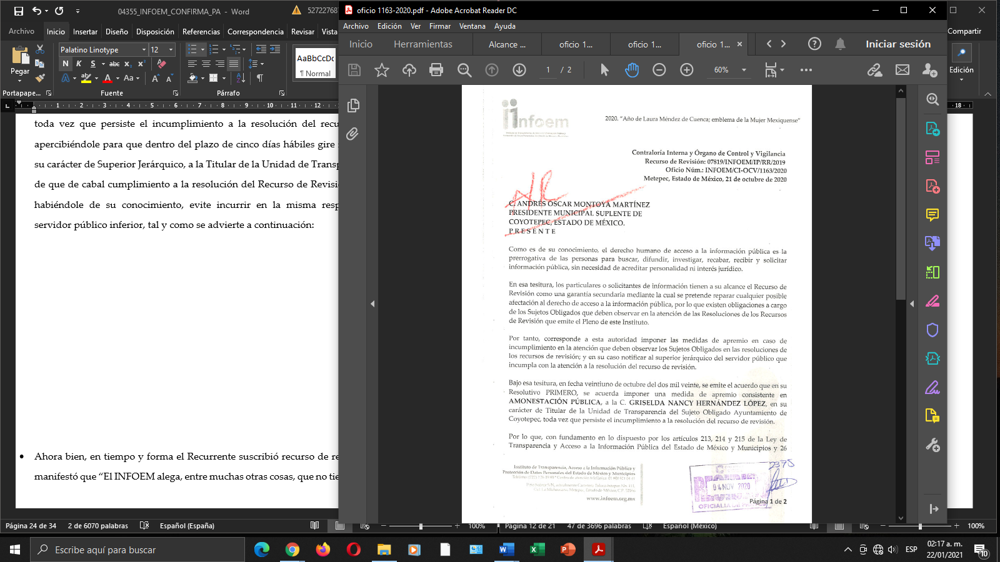 04355_INFOEM_CONFIRMA_PA - Word
52722768
Archivo
Inicio
Insertar
Diseño
Disposición
Referencias
Correspondencia
Revisar
Vista
Compartir
Pegar
Palatino Linotype
12
N K S abc x₂ x²
Aa
AaBbCcDc
¶ Normal
Edición
Portapape...
Fuente
Párrafo
toda vez que persiste el incumplimiento a la resolución del recu
apercibiéndole para que dentro del plazo de cinco días hábiles gire
su carácter de Superior Jerárquico, a la Titular de la Unidad de Transp
de que de cabal cumplimiento a la resolución del Recurso de Revisió
habiéndole de su conocimiento, evite incurrir en la misma resp
servidor público inferior, tal y como se advierte a continuación:
• Ahora bien, en tiempo y forma el Recurrente suscribió recurso de re
manifestó que “El INFOEM alega, entre muchas otras cosas, que no tie
Página 24 de 34
2 de 6070 palabras
Español (España)
100%
oficio 1163-2020.pdf - Adobe Acrobat Reader DC
Archivo Edición Ver Firmar Ventana Ayuda
Inicio
Herramientas
Alcance ...
oficio 1...
oficio 1...
oficio 1...
Iniciar sesión
1 / 2
60%
infoem
2020. “Año de Laura Méndez de Cuenca; emblema de la Mujer Mexiquense”
Contraloría Interna y Órgano de Control y Vigilancia
Recurso de Revisión: 07819/INFOEM/IP/RR/2019
Oficio Núm.: INFOEM/CI-OCV/1163/2020
Metepec, Estado de México, 21 de octubre de 2020
C. ANDRÉS OSCAR MONTOYA MARTÍNEZ
PRESIDENTE MUNICIPAL SUPLENTE DE
COYOTEPEC, ESTADO DE MÉXICO.
P R E S E N T E
Como es de su conocimiento, el derecho humano de acceso a la información pública es la
prerrogativa de las personas para buscar, difundir, investigar, recabar, recibir y solicitar
información pública, sin necesidad de acreditar personalidad ni interés jurídico.
En esa tesitura, los particulares o solicitantes de información tienen a su alcance el Recurso de
Revisión como una garantía secundaria mediante la cual se pretende reparar cualquier posible
afectación al derecho de acceso a la información pública, por lo que existen obligaciones a cargo
de los Sujetos Obligados que deben observar en la atención de las Resoluciones de los Recursos
de Revisión que emite el Pleno de este Instituto.
Por tanto, corresponde a esta autoridad imponer las medidas de apremio en caso de
incumplimiento en la atención que deben observar los Sujetos Obligados en las resoluciones de
los recursos de revisión; y en su caso notificar al superior jerárquico del servidor público que
incumpla con la atención a la resolución del recurso de revisión.
Bajo esa tesitura, en fecha veintiuno de octubre del dos mil veinte, se emite el acuerdo que en su
Resolutivo PRIMERO, se acuerda imponer una medida de apremio consistente en
AMONESTACIÓN PÚBLICA, a la C. GRISELDA NANCY HERNÁNDEZ LÓPEZ, en su
carácter de Titular de la Unidad de Transparencia del Sujeto Obligado Ayuntamiento de
Coyotepec, toda vez que persiste el incumplimiento a la resolución del recurso de revisión.
Por lo que, con fundamento en lo dispuesto por los artículos 213, 214 y 215 de la Ley de
Transparencia y Acceso a la Información Pública del Estado de México y Municipios y 26
Instituto de Transparencia, Acceso a la Información Pública y
Protección de Datos Personales del Estado de México y Municipios
www.infoem.org.mx
2375
04 NOV 2020
OFICIALIA DE
Página 1 de 2
Página 12 de 21
47 de 3696 palabras
Español (México)
100%
Escribe aquí para buscar
ESP
02:17 a. m.
22/01/2021
10